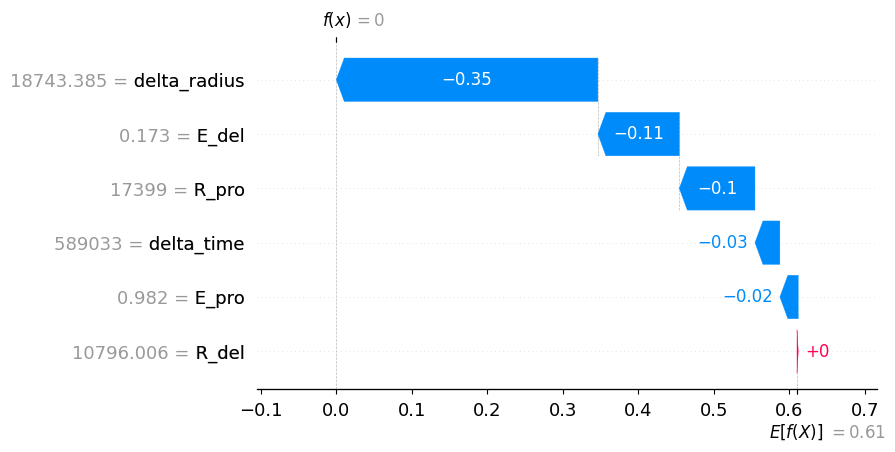 f(x) = 0
18743.385 = delta_radius
−0.35
0.173 = E_del
−0.11
17399 = R_pro
−0.1
589033 = delta_time
−0.03
0.982 = E_pro
−0.02
10796.006 = R_del
+0
−0.1 0.0 0.1 0.2 0.3 0.4 0.5 0.6 0.7
E[f(X)] = 0.61